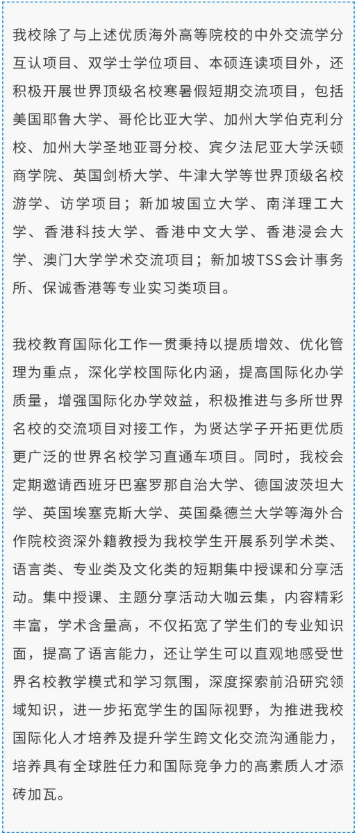 我校除了与上述优质海外高等院校的中外交流学分
互认项目、双学士学位项目、本硕连读项目外，还
积极开展世界顶级名校寒暑假短期交流项目，包括
美国耶鲁大学、哥伦比亚大学、加州大学伯克利分
校、加州大学圣地亚哥分校、宾夕法尼亚大学沃顿
商学院、英国剑桥大学、牛津大学等世界顶级名校
游学、访学项目；新加坡国立大学、南洋理工大
学、香港科技大学、香港中文大学、香港浸会大
学、澳门大学学术交流项目；新加坡TSS会计事务
所、保诚香港等专业实习类项目。
我校教育国际化工作一贯秉持以提质增效、优化管
理为重点，深化学校国际化内涵，提高国际化办学
质量，增强国际化办学效益，积极推进与多所世界
名校的交流项目对接工作，为贤达学子开拓更优质
更广泛的世界名校学习直通车项目。同时，我校会
定期邀请西班牙巴塞罗那自治大学、德国波茨坦大
学、英国埃塞克斯大学、英国桑德兰大学等海外合
作院校资深外籍教授为我校学生开展系列学术类、
语言类、专业类及文化类的短期集中授课和分享活
动。集中授课、主题分享活动大咖云集，内容精彩
丰富，学术含量高，不仅拓宽了学生们的专业知识
面，提高了语言能力，还让学生可以直观地感受世
界名校教学模式和学习氛围，深度探索前沿研究领
域知识，进一步拓宽学生的国际视野，为推进我校
国际化人才培养及提升学生跨文化交流沟通能力，
培养具有全球胜任力和国际竞争力的高素质人才添
砖加瓦。